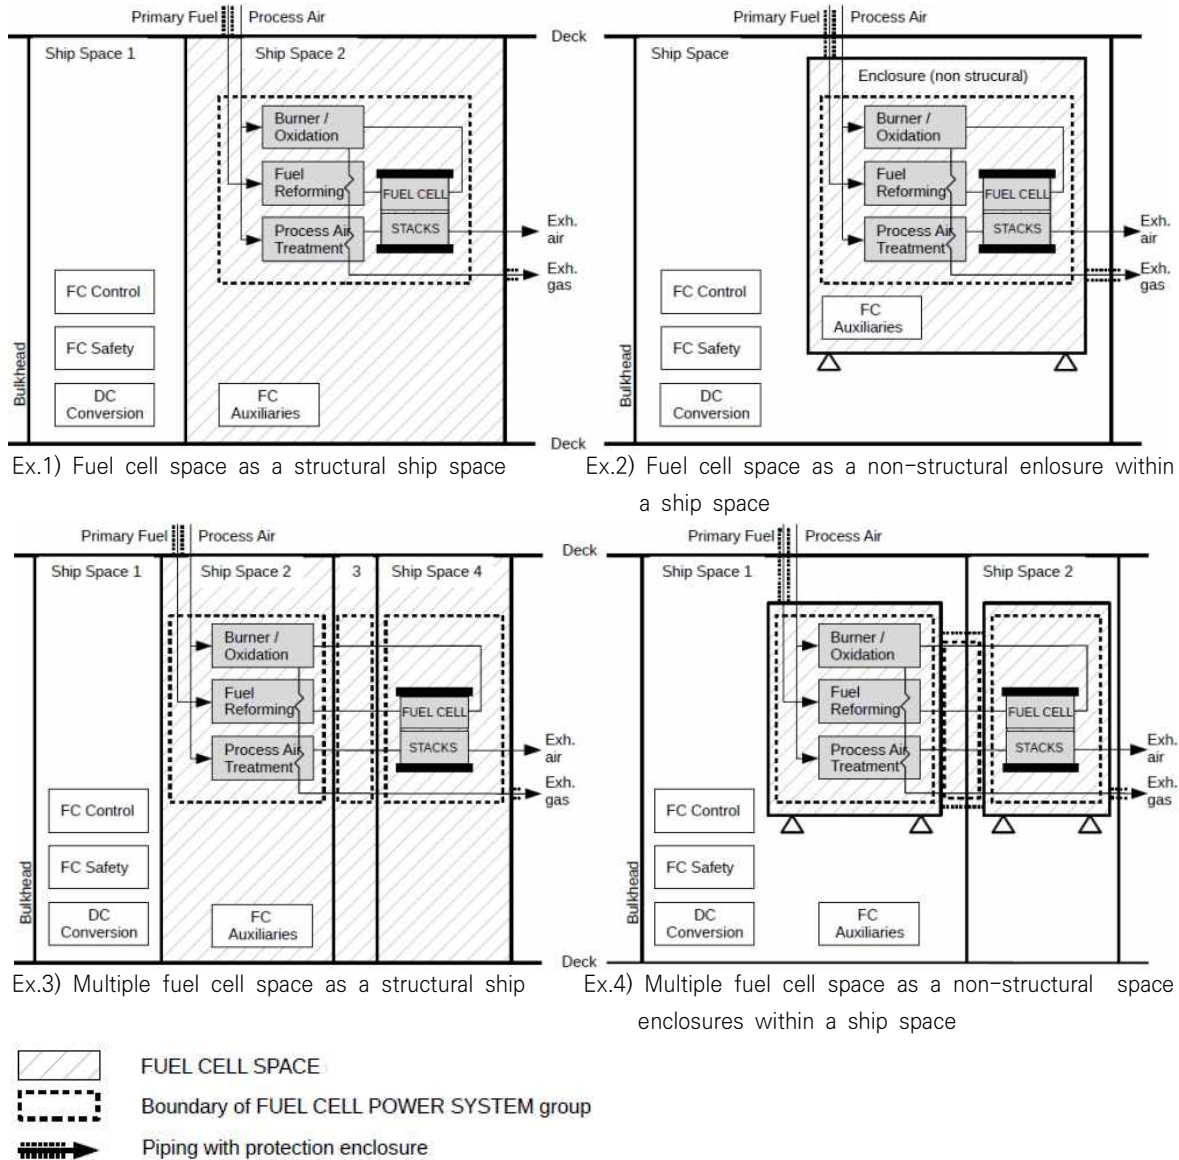 Primary Fuel
Process Air
Deck
Ship Space 1
Ship Space 2
Burner /
Oxidation
Fuel
Reforming
Process Air
Treatment
FUEL CELL
STACKS
Exh.
air
Exh.
gas
FC Control
FC Safety
DC
Conversion
FC
Auxiliaries
Bulkhead
Deck
Ex.1) Fuel cell space as a structural ship space
Primary Fuel
Process Air
Ship Space
Enclosure (non strucural)
Burner /
Oxidation
Fuel
Reforming
Process Air
Treatment
FUEL CELL
STACKS
Exh.
air
Exh.
gas
FC Control
FC Safety
DC
Conversion
FC
Auxiliaries
Bulkhead
Ex.2) Fuel cell space as a non-structural enlosure within
a ship space
Primary Fuel
Process Air
Deck
Ship Space 1
Ship Space 2
3
Ship Space 4
Burner /
Oxidation
Fuel
Reforming
Process Air
Treatment
FUEL CELL
STACKS
Exh.
air
Exh.
gas
FC Control
FC Safety
DC
Conversion
FC
Auxiliaries
Bulkhead
Deck
Ex.3) Multiple fuel cell space as a structural ship
Primary Fuel
Process Air
Ship Space 1
Ship Space 2
Burner /
Oxidation
Fuel
Reforming
Process Air
Treatment
FUEL CELL
STACKS
Exh.
air
Exh.
gas
FC Control
FC Safety
DC
Conversion
FC
Auxiliaries
Bulkhead
Ex.4) Multiple fuel cell space as a non-structural space
enclosures within a ship space
FUEL CELL SPACE
Boundary of FUEL CELL POWER SYSTEM group
Piping with protection enclosure